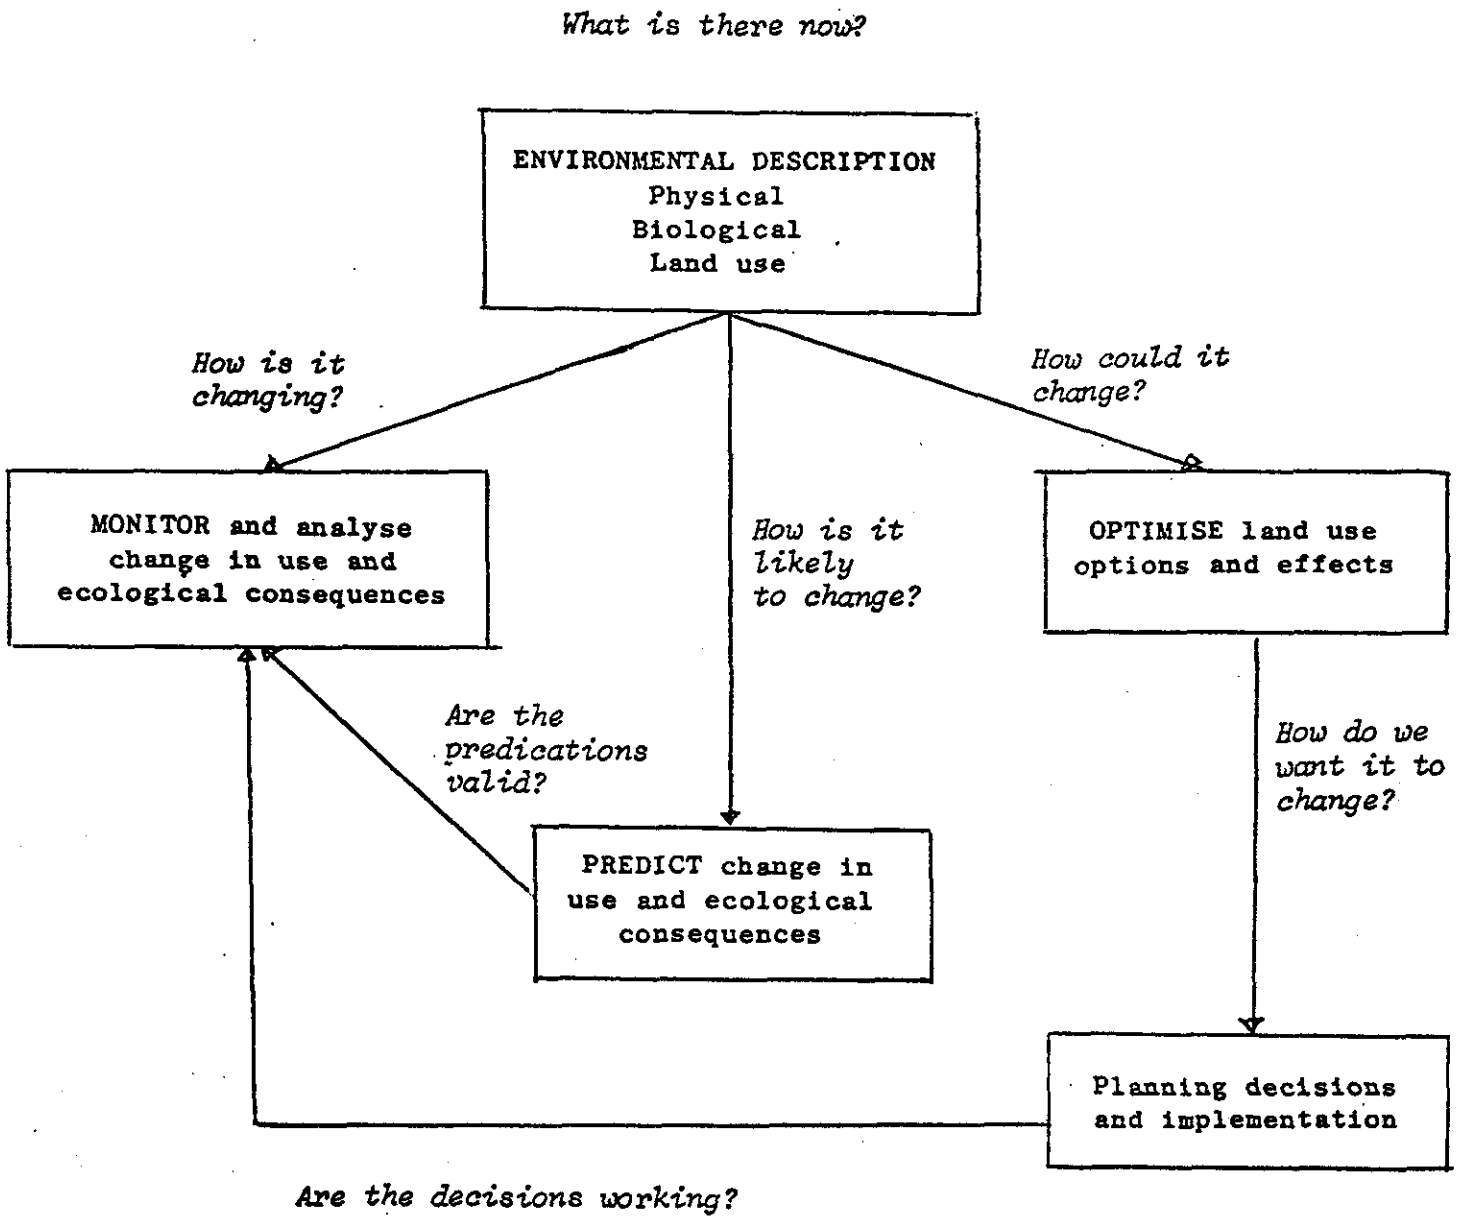 What is there now?
ENVIRONMENTAL DESCRIPTION
Physical
Biological
Land use
How is it
changing?
How could it
change?
MONITOR and analyse
change in use and
ecological consequences
How is it
likely
to change?
OPTIMISE land use
options and effects
Are the
predications
valid?
How do we
want it to
change?
PREDICT change in
use and ecological
consequences
Planning decisions
and implementation
Are the decisions working?